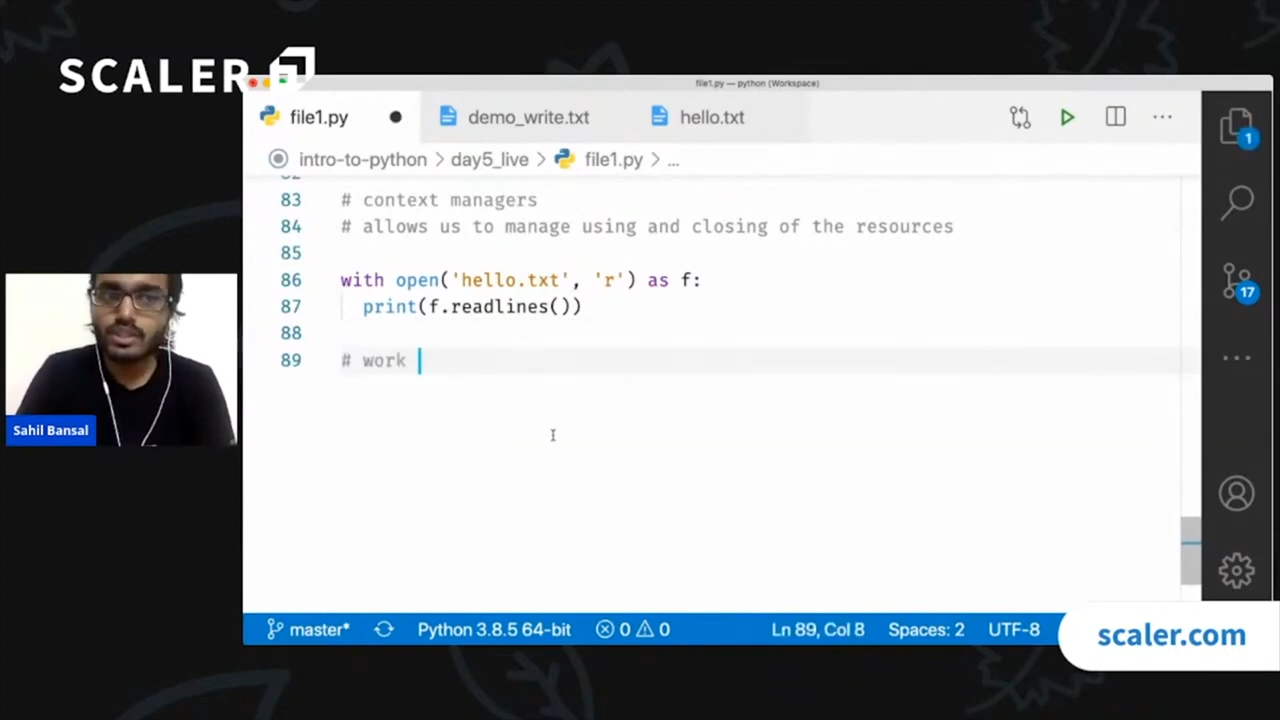 SCALER
file1.py — python (Workspace)
file1.py
demo_write.txt
hello.txt
intro-to-python > day5_live > file1.py > ...
83 # context managers
84 # allows us to manage using and closing of the resources
85
86 with open('hello.txt', 'r') as f:
87 print(f.readlines())
88
89 # work
1
17
Sahil Bansal
master* Python 3.8.5 64-bit 0 0 Ln 89, Col 8 Spaces: 2 UTF-8
scaler.com